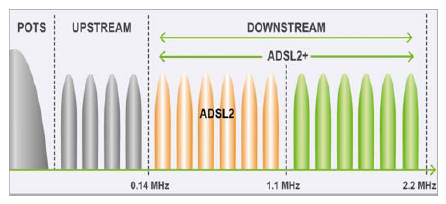 POTS UPSTREAM DOWNSTREAM
ADSL2+
ADSL2
0.14 MHz 1.1 MHz 2.2 MHz